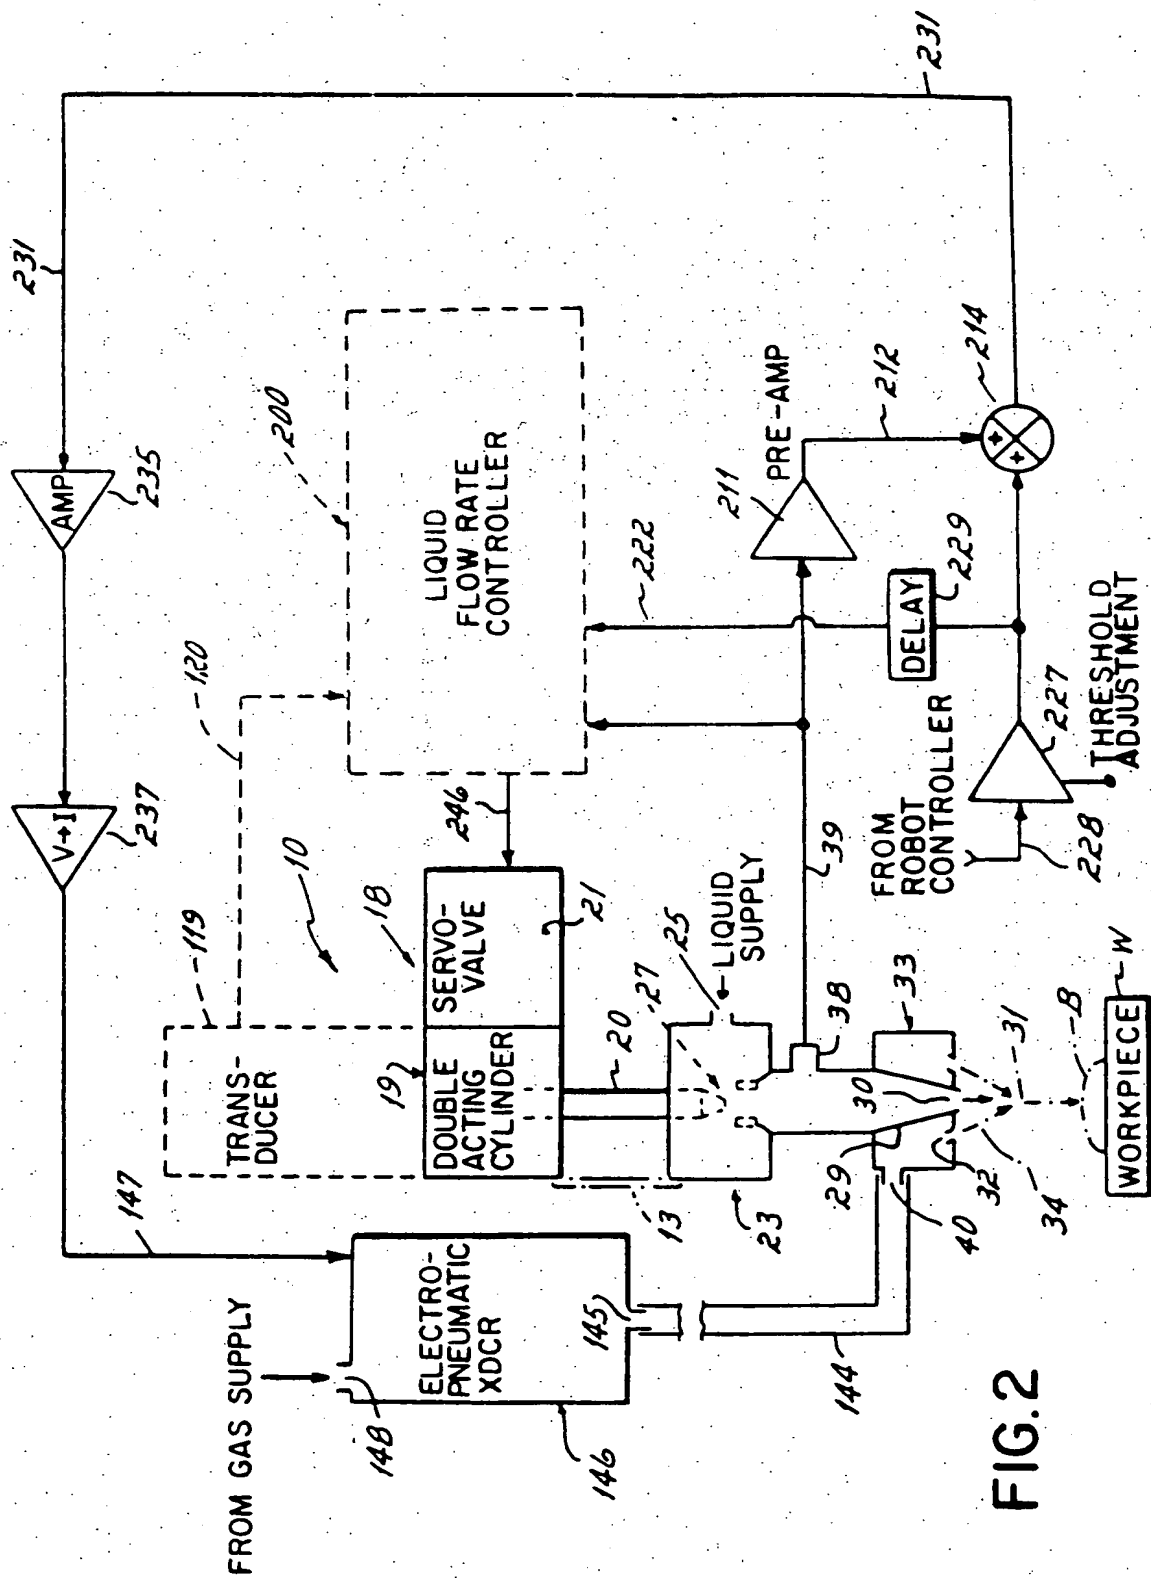 231
231
AMP
235
V→I
237
147
FROM GAS SUPPLY
148
ELECTRO-
PNEUMATIC
XDCR
146
145
144
TRANS-
DUCER
119
120
10
200
LIQUID
FLOW RATE
CONTROLLER
246
18
19
DOUBLE
ACTING
CYLINDER
SERVO-
VALVE
21
20
13
23
27
25
LIQUID
SUPPLY
38
39
33
29
30
40
32
34
31
B
WORKPIECE
W
222
211
PRE-AMP
212
214
DELAY
229
FROM
ROBOT
CONTROLLER
228
227
THRESHOLD
ADJUSTMENT
+
+
FIG.2